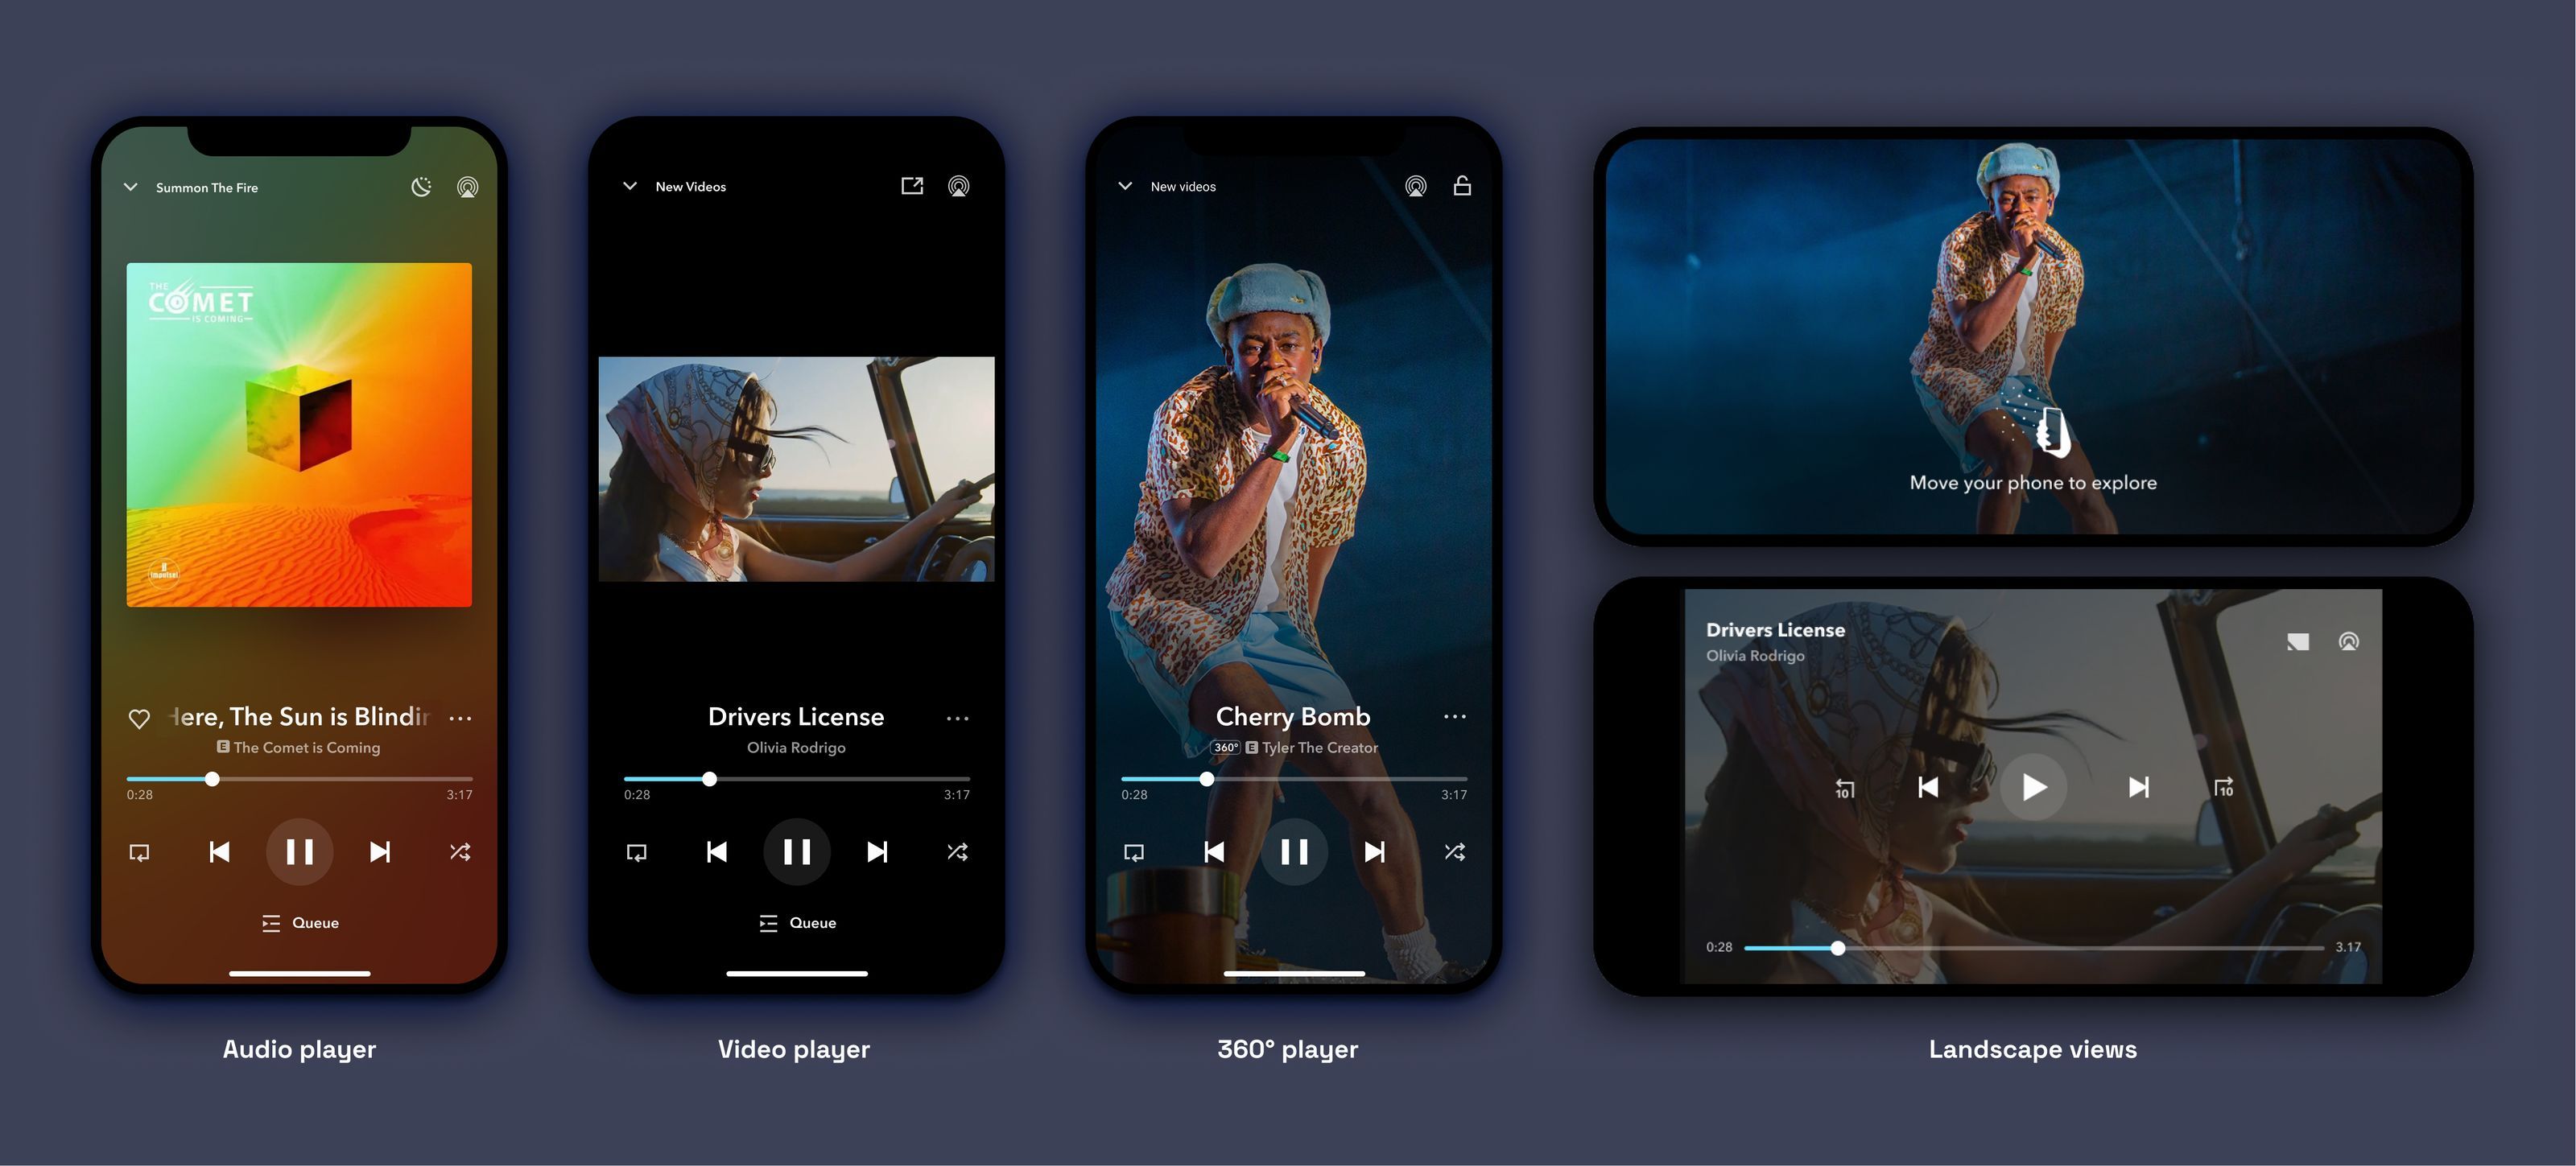 Summon The Fire
THE
COMET
IS COMING
impulse!
Here, The Sun is Blindin
E The Comet is Coming
0:28
3:17
Queue
Audio player
New Videos
Drivers License
Olivia Rodrigo
0:28
3:17
Queue
Video player
New videos
Cherry Bomb
360° E Tyler The Creator
0:28
3:17
360° player
Move your phone to explore
Drivers License
Olivia Rodrigo
10
10
0:28
3.17
Landscape views